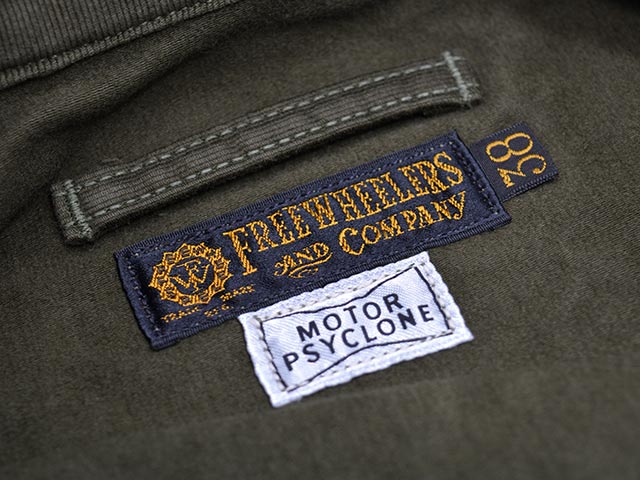 FREEWHEELERS
AND COMPANY
38
MOTOR
PSYCLONE